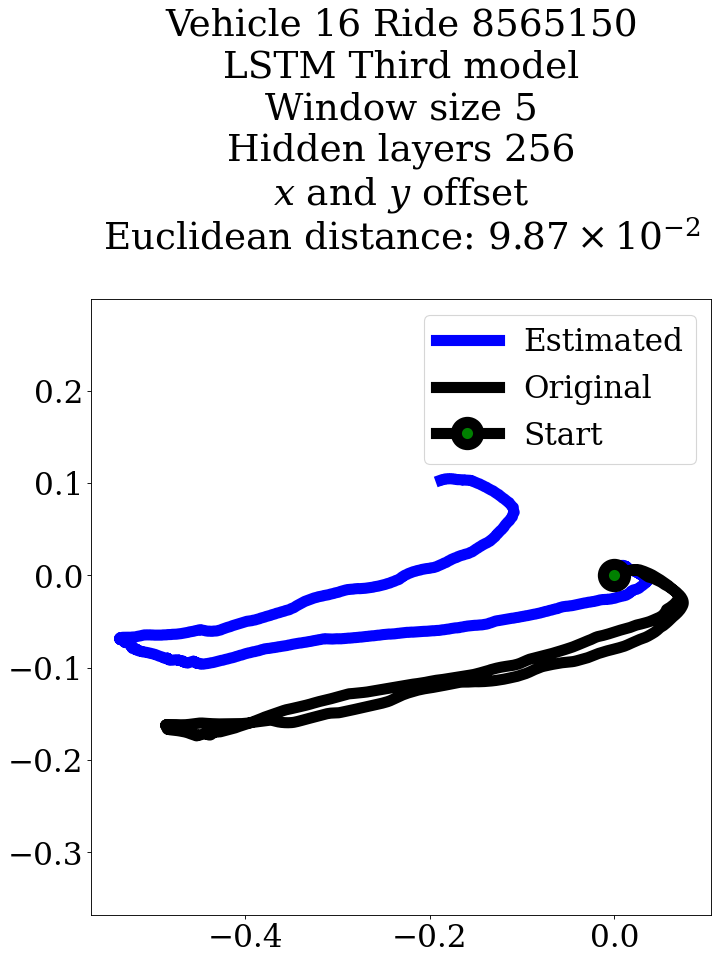 Vehicle 16 Ride 8565150
LSTM Third model
Window size 5
Hidden layers 256
x and y offset
Euclidean distance: 9.87 × 10⁻²
Estimated
Original
Start
0.2
0.1
0.0
−0.1
−0.2
−0.3
−0.4
−0.2
0.0